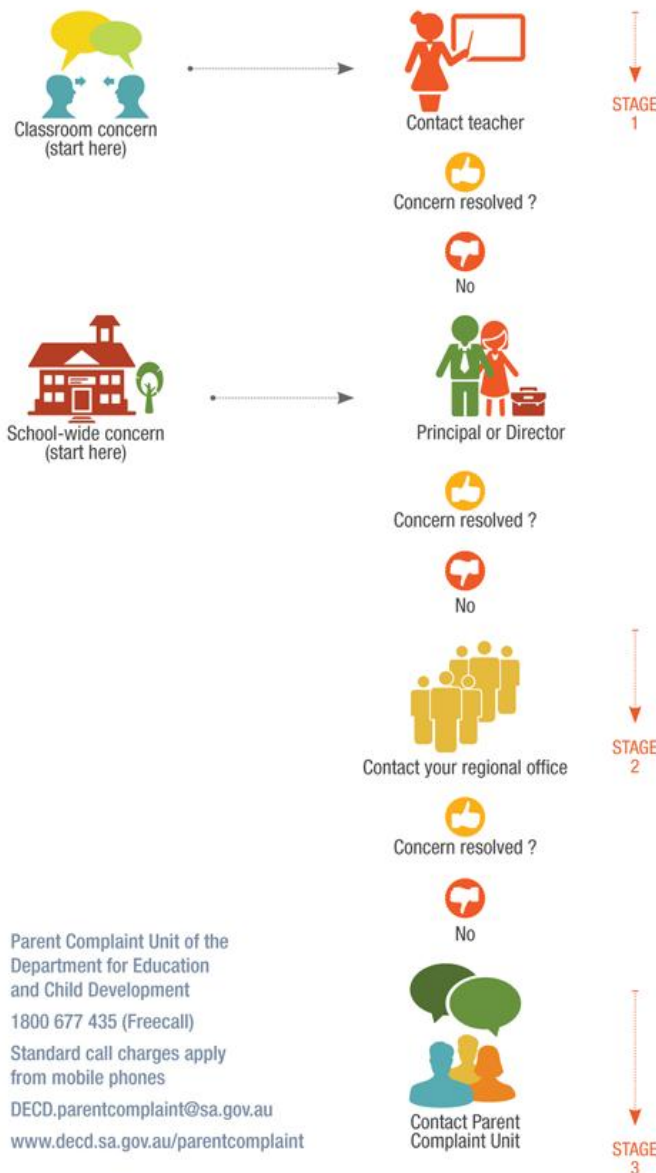 Classroom concern
(start here)
Contact teacher
STAGE
1
Concern resolved ?
No
School-wide concern
(start here)
Principal or Director
Concern resolved ?
No
Contact your regional office
STAGE
2
Concern resolved ?
No
Parent Complaint Unit of the
Department for Education
and Child Development
1800 677 435 (Freecall)
Standard call charges apply
from mobile phones
DECD.parentcomplaint@sa.gov.au
www.decd.sa.gov.au/parentcomplaint
Contact Parent
Complaint Unit
STAGE
3